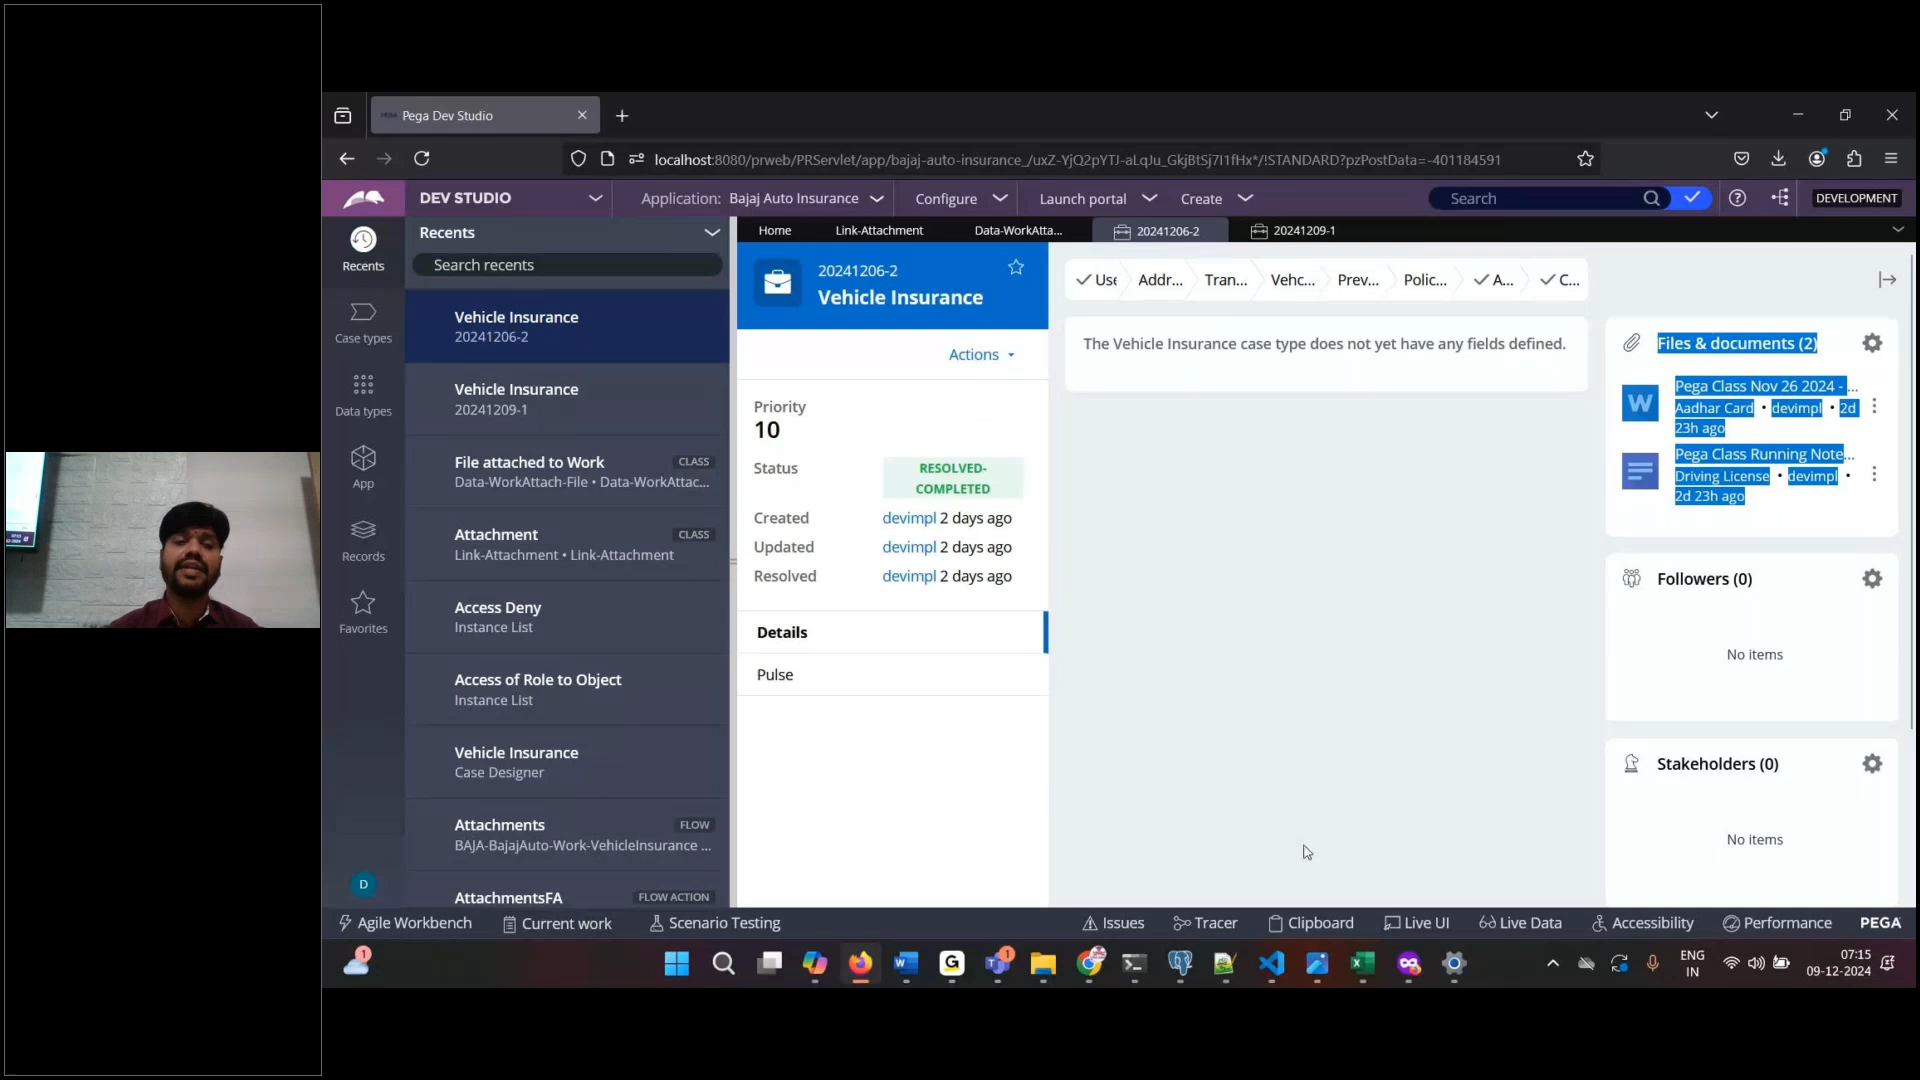 Pega Dev Studio
localhost:8080/prweb/PRServlet/app/bajaj-auto-insurance_/uxZ-YjQ2pYTJ-aLqJu_GkjBtSj7I1fHx*/!STANDARD?pzPostData=-401184591
DEV STUDIO
Application: Bajaj Auto Insurance
Configure
Launch portal
Create
Search
DEVELOPMENT
Recents
Case types
Data types
App
Records
Favorites
D
Recents
Search recents
Vehicle Insurance
20241206-2
Vehicle Insurance
20241209-1
File attached to Work CLASS
Data-WorkAttach-File • Data-WorkAttac...
Attachment CLASS
Link-Attachment • Link-Attachment
Access Deny
Instance List
Access of Role to Object
Instance List
Vehicle Insurance
Case Designer
Attachments FLOW
BAJA-BajajAuto-Work-VehicleInsurance ...
AttachmentsFA FLOW ACTION
Home Link-Attachment Data-WorkAtta... 20241206-2 20241209-1
20241206-2
Vehicle Insurance
Actions
Priority
10
Status RESOLVED-
COMPLETED
Created devimpl 2 days ago
Updated devimpl 2 days ago
Resolved devimpl 2 days ago
Details
Pulse
Addr... Tran... Vehc... Prev... Polic... A... C...
The Vehicle Insurance case type does not yet have any fields defined.
Files & documents (2)
W
Pega Class Nov 26 2024 - ...
Aadhar Card • devimpl • 2d
23h ago
Pega Class Running Note...
Driving License • devimpl •
2d 23h ago
Followers (0)
No items
Stakeholders (0)
No items
Agile Workbench Current work Scenario Testing Issues Tracer Clipboard Live UI Live Data Accessibility Performance PEGA
ENG
IN
07:15
09-12-2024